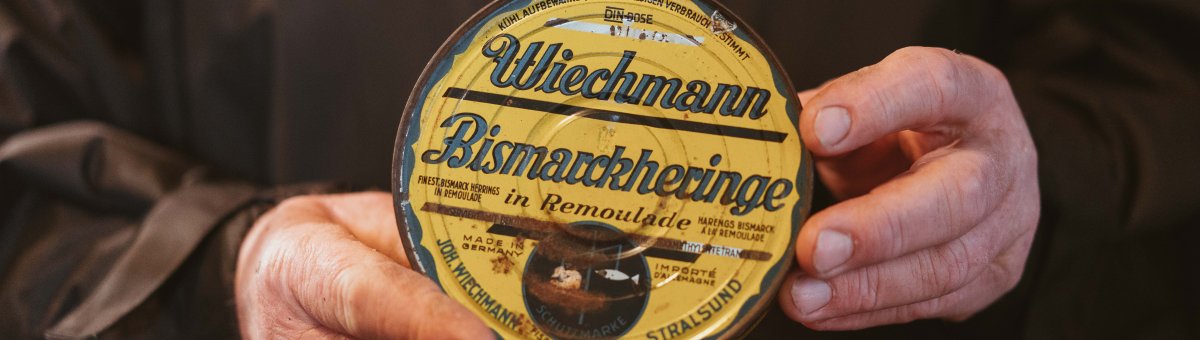 KÜHL AUFBEWAHREN
VERBRAUCH
BESTIMMT
DIN-DOSE
Wiechmann
Bismarckheringe
in Remoulade
FINEST BISMARCK HERRINGS
IN REMOULADE
HARENGS BISMARCK
A LA REMOULADE
MADE IN
GERMANY
IMPORTÉ
D'ALLEMAGNE
SCHUTZMARKE
JOH. WIECHMANN
STRALSUND